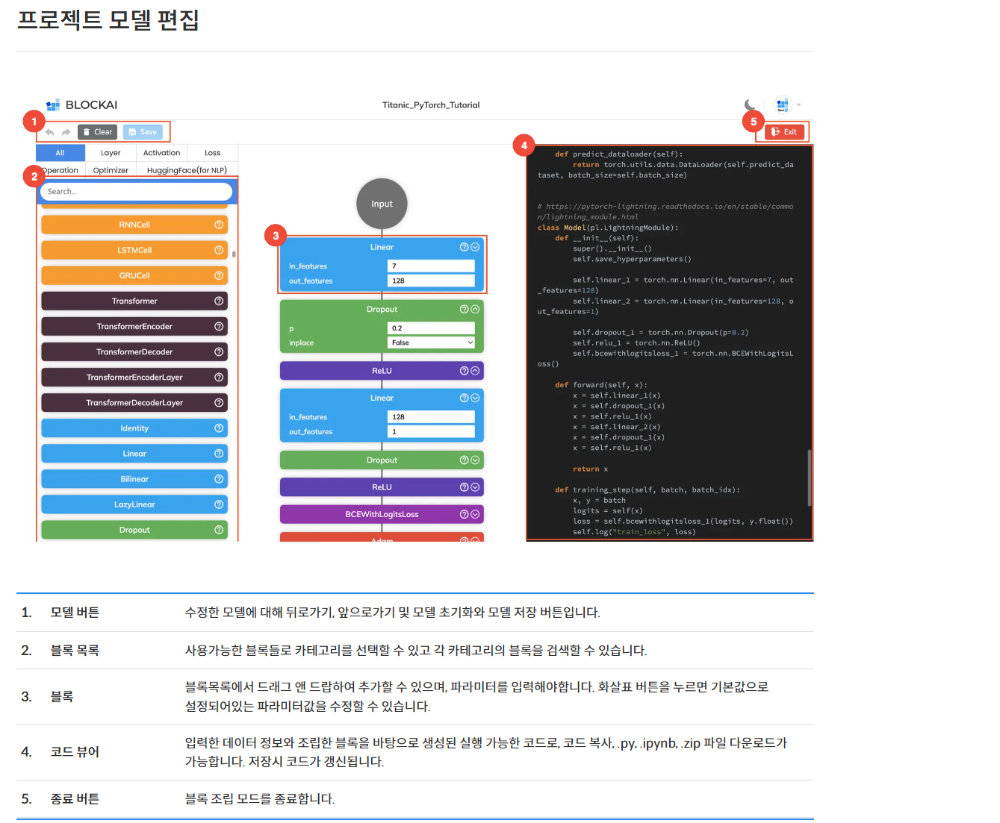 프로젝트 모델 편집
BLOCKAI
Titanic_PyTorch_Tutorial
1
Clear
Save
5
Exit
All
Layer
Activation
Loss
Operation
Optimizer
HuggingFace(for NLP)
2
Search...
RNNCell
LSTMCell
GRUCell
Transformer
TransformerEncoder
TransformerDecoder
TransformerEncoderLayer
TransformerDecoderLayer
Identity
Linear
Bilinear
LazyLinear
Dropout
Input
3
Linear
in_features
7
out_features
128
Dropout
p
0.2
inplace
False
ReLU
Linear
in_features
128
out_features
1
Dropout
ReLU
BCEWithLogitsLoss
Adam
4
def predict_dataloader(self):
return torch.utils.data.DataLoader(self.predict_da
taset, batch_size=self.batch_size)
# https://pytorch-lightning.readthedocs.io/en/stable/commo
n/lightning_module.html
class Model(pl.LightningModule):
def __init__(self):
super().__init__()
self.save_hyperparameters()
self.linear_1 = torch.nn.Linear(in_features=7, out
_features=128)
self.linear_2 = torch.nn.Linear(in_features=128, o
ut_features=1)
self.dropout_1 = torch.nn.Dropout(p=0.2)
self.relu_1 = torch.nn.ReLU()
self.bcewithlogitsloss_1 = torch.nn.BCEWithLogitsL
oss()
def forward(self, x):
x = self.linear_1(x)
x = self.dropout_1(x)
x = self.relu_1(x)
x = self.linear_2(x)
x = self.dropout_1(x)
x = self.relu_1(x)
return x
def training_step(self, batch, batch_idx):
x, y = batch
logits = self(x)
loss = self.bcewithlogitsloss_1(logits, y.float())
self.log("train_loss", loss)
1. 모델 버튼 수정한 모델에 대해 뒤로가기, 앞으로가기 및 모델 초기화와 모델 저장 버튼입니다.
2. 블록 목록 사용가능한 블록들로 카테고리를 선택할 수 있고 각 카테고리의 블록을 검색할 수 있습니다.
3. 블록 블록목록에서 드래그 앤 드랍하여 추가할 수 있으며, 파라미터를 입력해야합니다. 화살표 버튼을 누르면 기본값으로
설정되어있는 파라미터값을 수정할 수 있습니다.
4. 코드 뷰어 입력한 데이터 정보와 조립한 블록을 바탕으로 생성된 실행 가능한 코드로, 코드 복사, .py, .ipynb, .zip 파일 다운로드가
가능합니다. 저장시 코드가 갱신됩니다.
5. 종료 버튼 블록 조립 모드를 종료합니다.